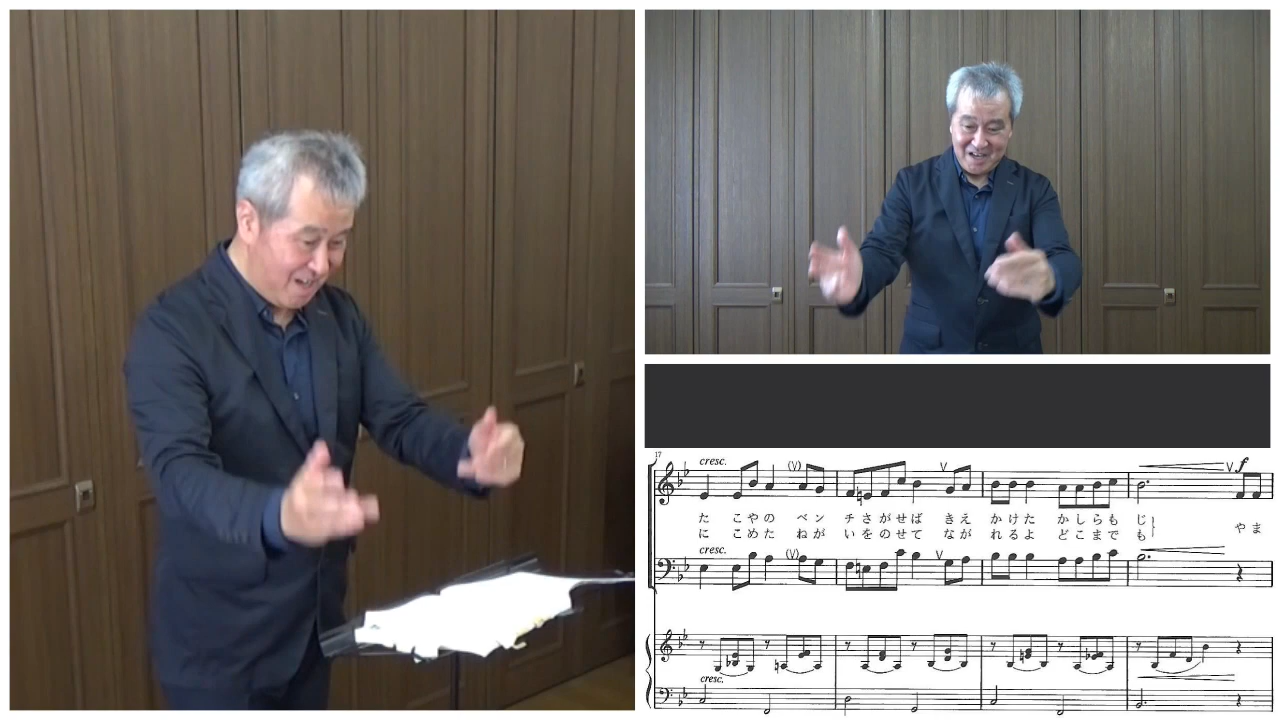 17
cresc.
(V)
V
V f
た こやの ベン チさがせば きえ かけた かしらも じ
に こめた ねが いをのせて なが れるよ どこまで も
やま
cresc.
(V)
V
cresc.